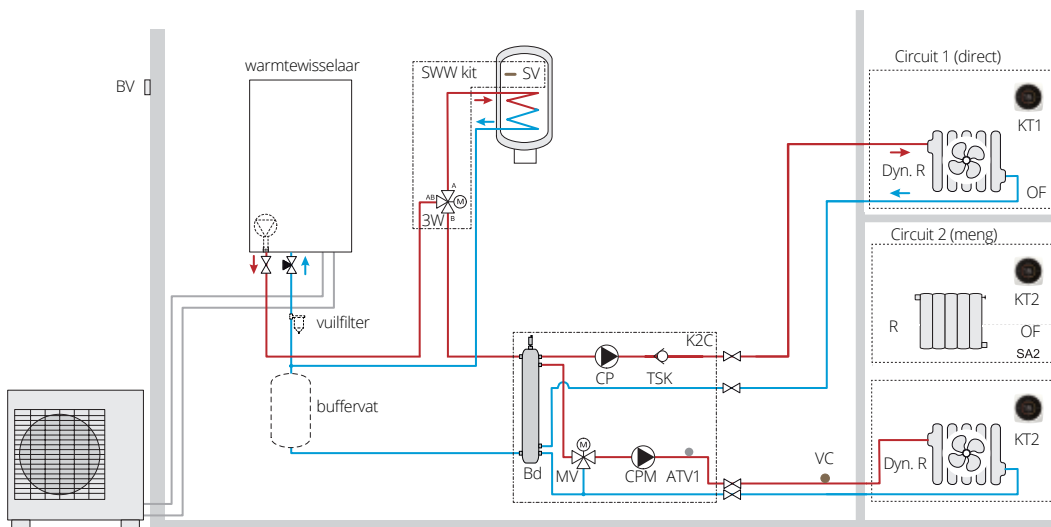 BV
warmtewisselaar
SWW kit
SV
A
AB
M
B
3W
vuilfilter
buffervat
K2C
CP
TSK
Bd
M
MV
CPM
ATV1
VC
Circuit 1 (direct)
KT1
Dyn. R
OF
Circuit 2 (meng)
KT2
R
OF
SA2
KT2
Dyn. R